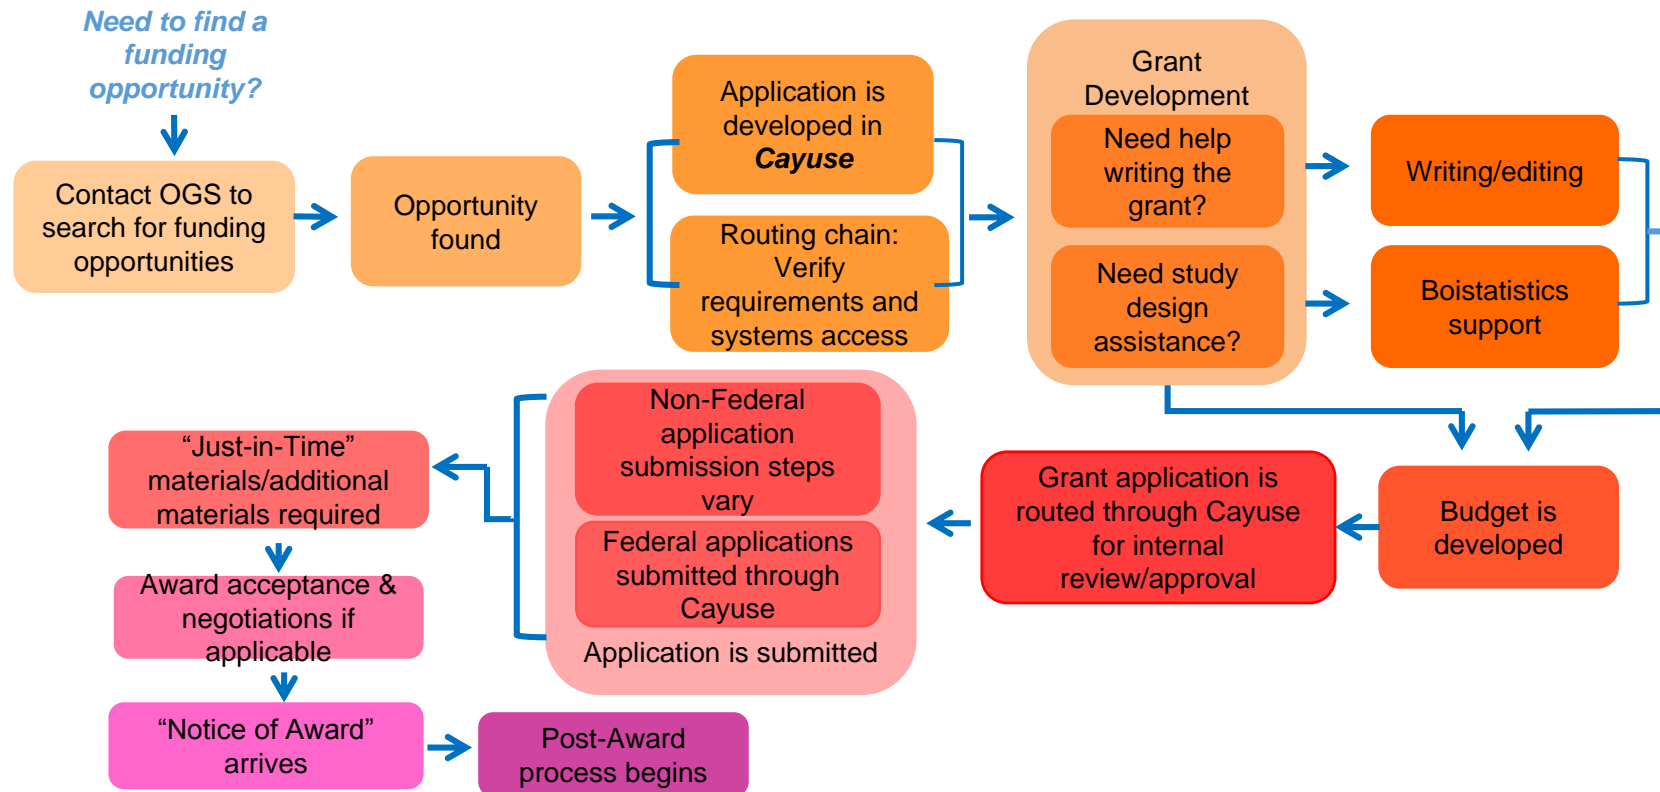 Need to find a
funding
opportunity?
Contact OGS to
search for funding
opportunities
Opportunity
found
Application is
developed in
Cayuse
Routing chain:
Verify
requirements and
systems access
Grant
Development
Need help
writing the
grant?
Need study
design
assistance?
Writing/editing
Boistatistics
support
Budget is
developed
Grant application is
routed through Cayuse
for internal
review/approval
Non-Federal
application
submission steps
vary
Federal applications
submitted through
Cayuse
Application is submitted
“Just-in-Time”
materials/additional
materials required
Award acceptance &
negotiations if
applicable
“Notice of Award”
arrives
Post-Award
process begins